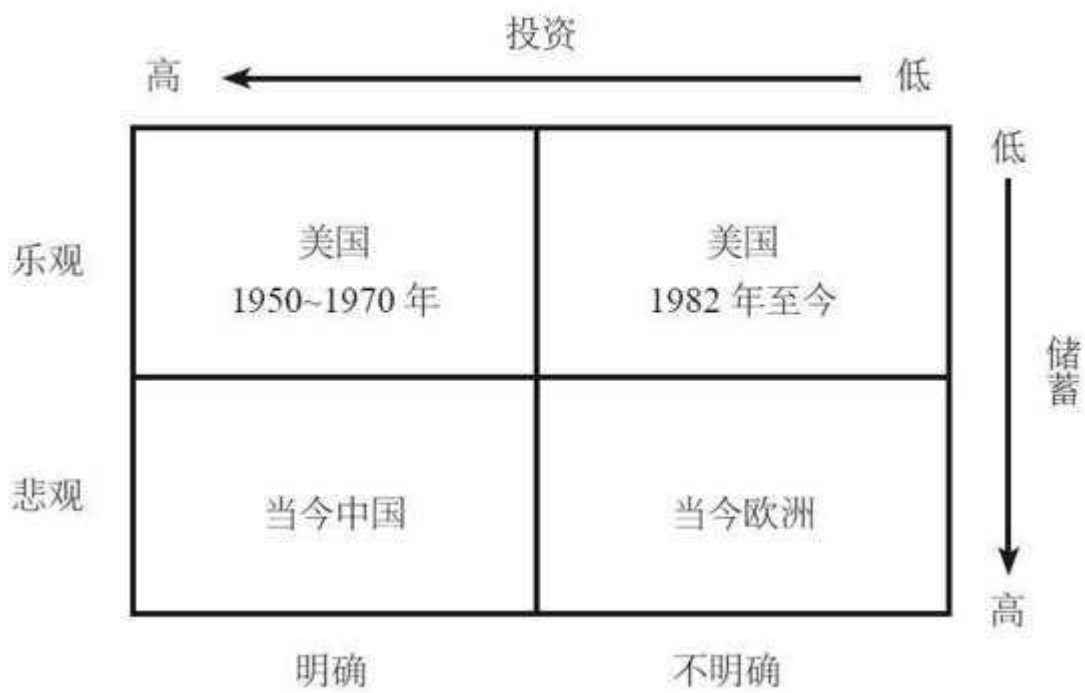 投资
高
低
低
乐观
美国
1950~1970 年
美国
1982 年至今
储蓄
悲观
当今中国
当今欧洲
高
明确
不明确